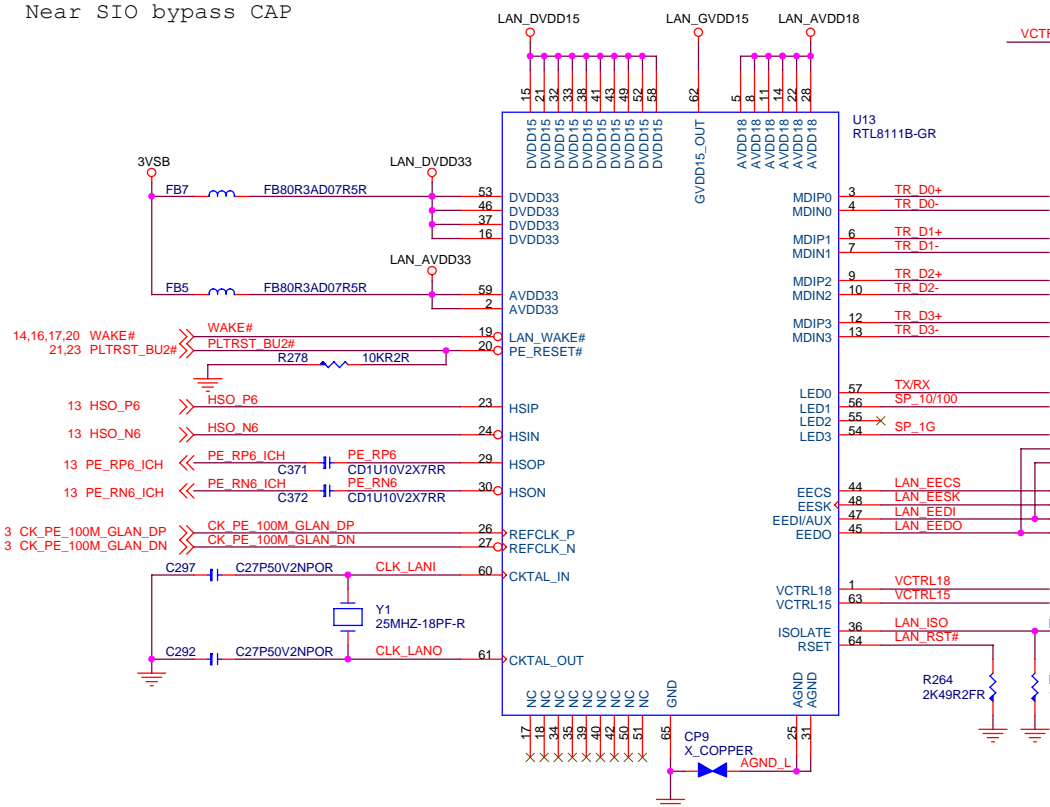 Near SIO bypass CAP
LAN_DVDD15
LAN_GVDD15
LAN_AVDD18
VCTR
15 21 32 33 38 41 43 49 52 58
62
5 8 11 14 22 28
DVDD15 DVDD15 DVDD15 DVDD15 DVDD15 DVDD15 DVDD15 DVDD15 DVDD15 DVDD15
GVDD15_OUT
AVDD18 AVDD18 AVDD18 AVDD18 AVDD18 AVDD18
U13
RTL8111B-GR
3VSB
LAN_DVDD33
FB7 FB80R3AD07R5R
53 DVDD33
46 DVDD33
37 DVDD33
16 DVDD33
LAN_AVDD33
FB5 FB80R3AD07R5R
59 AVDD33
2 AVDD33
14,16,17,20 WAKE# WAKE# 19 LAN_WAKE#
21,23 PLTRST_BU2# PLTRST_BU2# 20 PE_RESET#
R278 10KR2R
13 HSO_P6 HSO_P6 23 HSIP
13 HSO_N6 HSO_N6 24 HSIN
13 PE_RP6_ICH PE_RP6_ICH PE_RP6 29 HSOP
C371 CD1U10V2X7RR
13 PE_RN6_ICH PE_RN6_ICH PE_RN6 30 HSON
C372 CD1U10V2X7RR
3 CK_PE_100M_GLAN_DP CK_PE_100M_GLAN_DP 26 REFCLK_P
3 CK_PE_100M_GLAN_DN CK_PE_100M_GLAN_DN 27 REFCLK_N
C297 C27P50V2NPOR CLK_LANI 60 CKTAL_IN
Y1
25MHZ-18PF-R
C292 C27P50V2NPOR CLK_LANO 61 CKTAL_OUT
MDIP0 3 TR_D0+
MDIN0 4 TR_D0-
MDIP1 6 TR_D1+
MDIN1 7 TR_D1-
MDIP2 9 TR_D2+
MDIN2 10 TR_D2-
MDIP3 12 TR_D3+
MDIN3 13 TR_D3-
LED0 57 TX/RX
LED1 56 SP_10/100
LED2 55
LED3 54 SP_1G
EECS 44 LAN_EECS
EESK 48 LAN_EESK
EEDI/AUX 47 LAN_EEDI
EEDO 45 LAN_EEDO
VCTRL18 1 VCTRL18
VCTRL15 63 VCTRL15
ISOLATE 36 LAN_ISO
RSET 64 LAN_RST#
R264
2K49R2FR
NC NC NC NC NC NC NC NC NC
GND
AGND AGND
17 18 34 35 39 40 42 50 51
65
25 31
CP9
X_COPPER
AGND_L